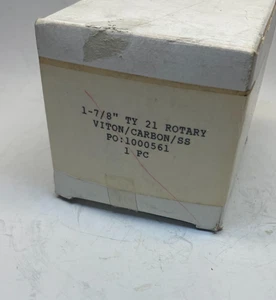 1-7/8" TY 21 ROTARY
VITON/CARBON/SS
PO:1000561
1 PC